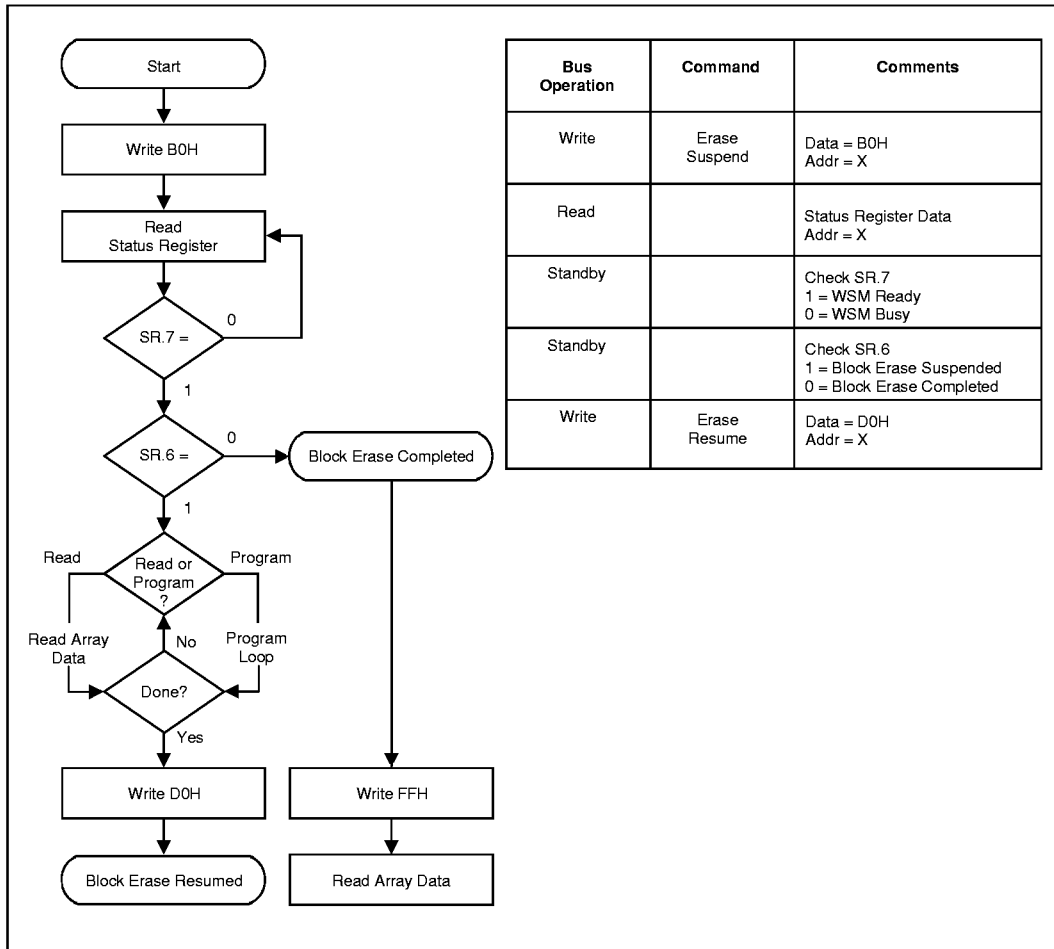 Start
Write B0H
Read
Status Register
0
SR.7 =
1
0
SR.6 =
Block Erase Completed
1
Read
Read or
Program
?
Program
Read Array
Data
No
Program
Loop
Done?
Yes
Write D0H
Write FFH
Block Erase Resumed
Read Array Data
Bus
Operation
Command
Comments
Write
Erase
Suspend
Data = B0H
Addr = X
Read
Status Register Data
Addr = X
Standby
Check SR.7
1 = WSM Ready
0 = WSM Busy
Standby
Check SR.6
1 = Block Erase Suspended
0 = Block Erase Completed
Write
Erase
Resume
Data = D0H
Addr = X